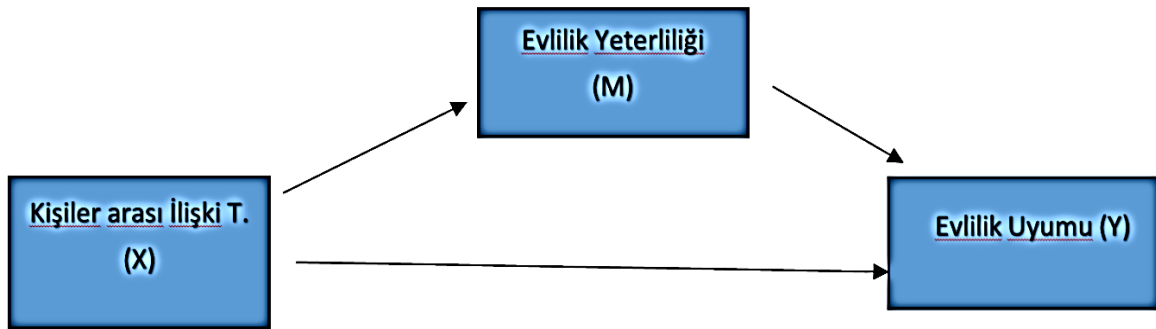 Evlilik Yeterliliği
(M)
Kişiler arası İlişki T.
(X)
Evlilik Uyumu (Y)